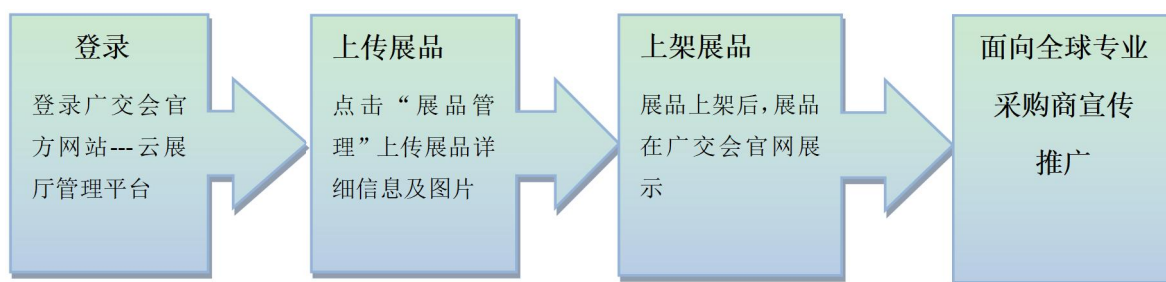 登录
登录广交会官
方网站---云展
厅管理平台
上传展品
点击“展品管
理”上传展品详
细信息及图片
上架展品
展品上架后，展品
在广交会官网展
示
面向全球专业
采购商宣传
推广